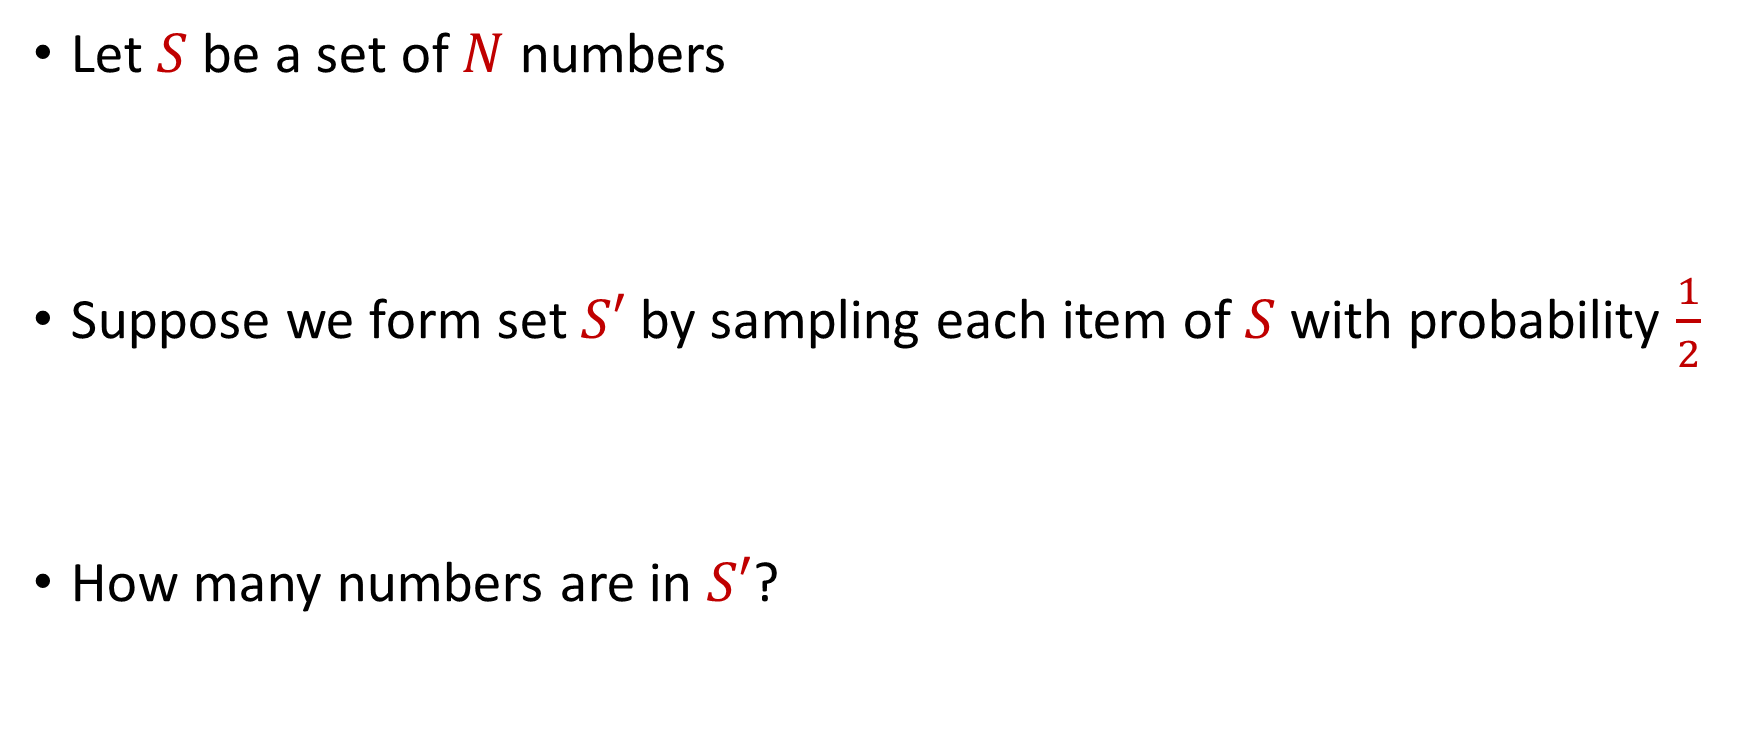 • Let S be a set of N numbers
• Suppose we form set S′ by sampling each item of S with probability 1/2
• How many numbers are in S′?